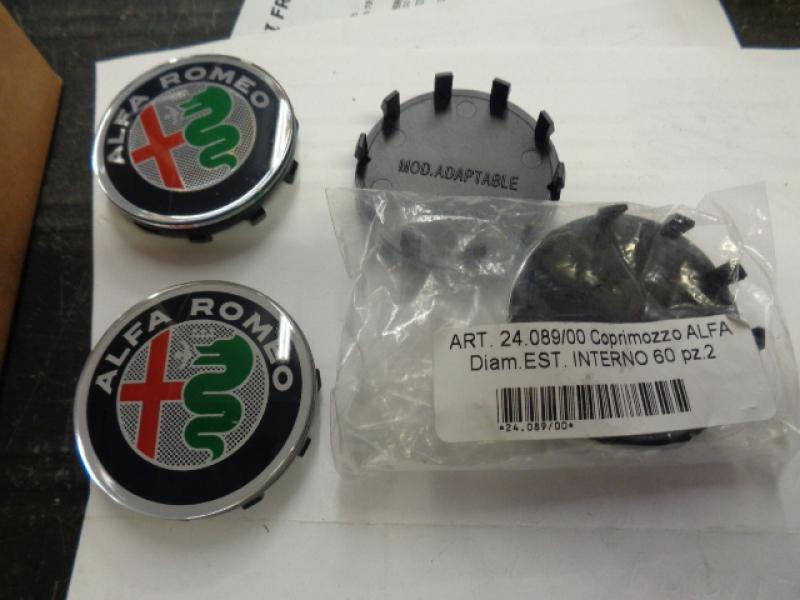 T FR
ALFA ROMEO
MOD.ADAPTABLE
ALFA ROMEO
ART. 24.089/00 Coprimozzo ALFA
Diam.EST. INTERNO 60 pz.2
*24.089/00*